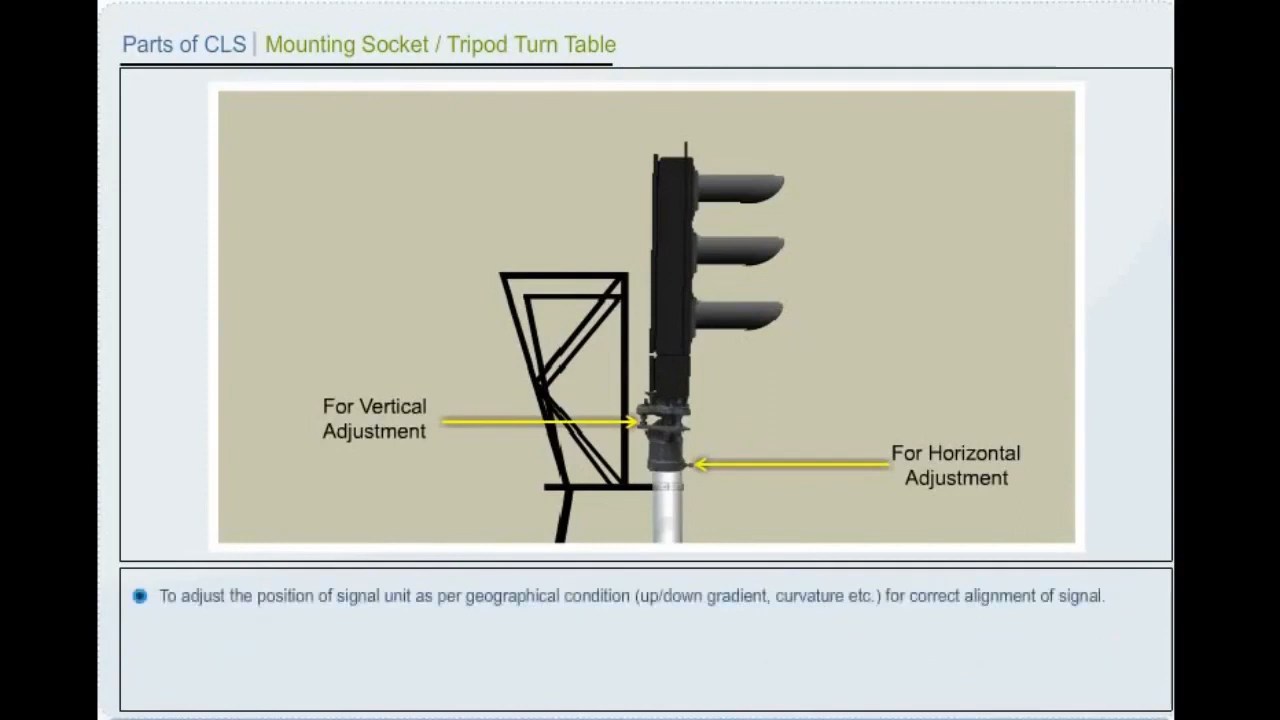 Parts of CLS | Mounting Socket / Tripod Turn Table
For Vertical
Adjustment
For Horizontal
Adjustment
To adjust the position of signal unit as per geographical condition (up/down gradient, curvature etc.) for correct alignment of signal.